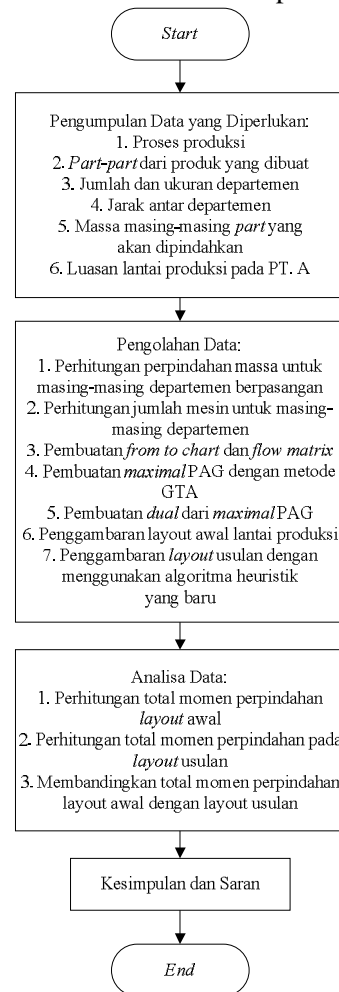 Start
Pengumpulan Data yang Diperlukan:
1. Proses produksi
2. Part-part dari produk yang dibuat
3. Jumlah dan ukuran departemen
4. Jarak antar departemen
5. Massa masing-masing part yang
akan dipindahkan
6. Luasan lantai produksi pada PT. A
Pengolahan Data:
1. Perhitungan perpindahan massa untuk
masing-masing departemen berpasangan
2. Perhitungan jumlah mesin untuk masing-
masing departemen
3. Pembuatan from to chart dan flow matrix
4. Pembuatan maximal PAG dengan metode
GTA
5. Pembuatan dual dari maximal PAG
6. Penggambaran layout awal lantai produksi
7. Penggambaran layout usulan dengan
menggunakan algoritma heuristik
yang baru
Analisa Data:
1. Perhitungan total momen perpindahan
layout awal
2. Perhitungan total momen perpindahan pada
layout usulan
3. Membandingkan total momen perpindahan
layout awal dengan layout usulan
Kesimpulan dan Saran
End